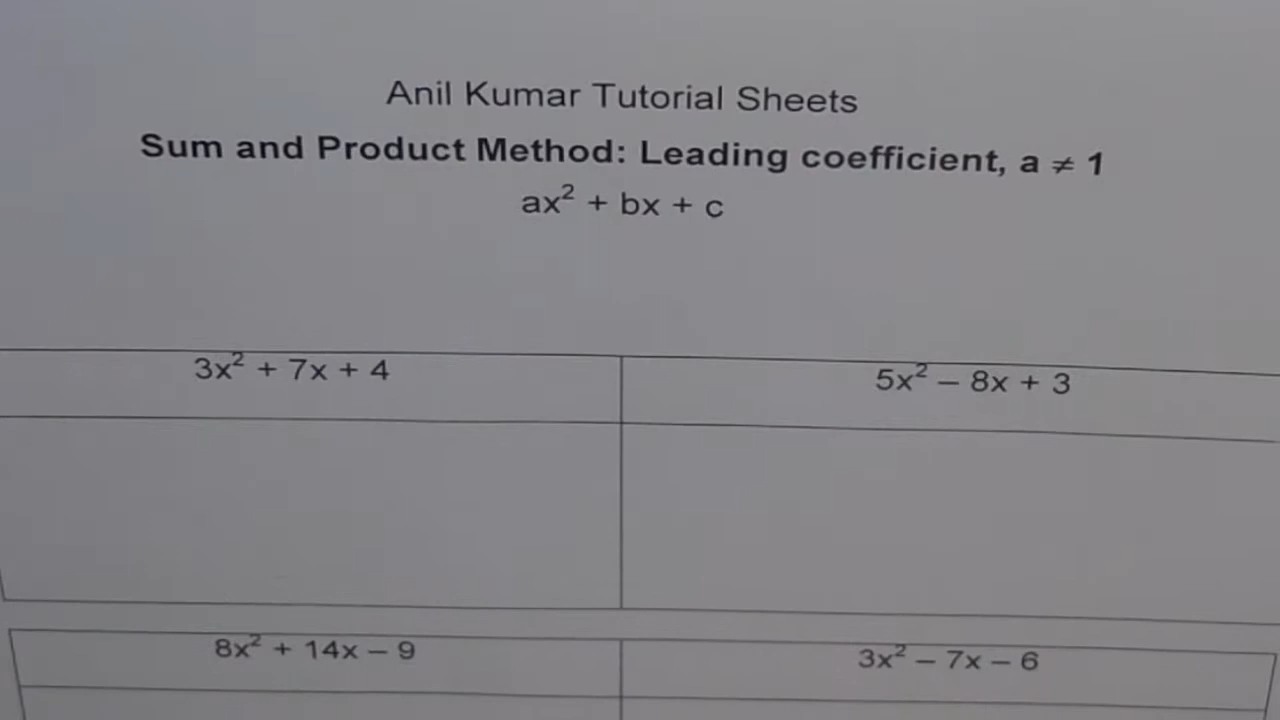 Anil Kumar Tutorial Sheets
Sum and Product Method: Leading coefficient, a ≠ 1
ax² + bx + c
3x² + 7x + 4
5x² – 8x + 3
8x² + 14x – 9
3x² – 7x – 6